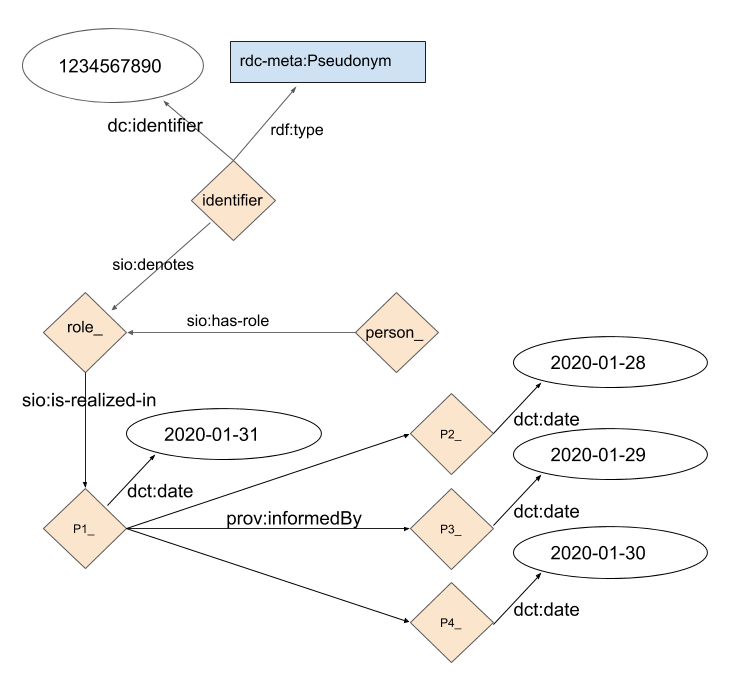 1234567890
rdc-meta:Pseudonym
dc:identifier
rdf:type
identifier
sio:denotes
role_
sio:has-role
person_
2020-01-28
sio:is-realized-in
2020-01-31
P2_
dct:date
2020-01-29
dct:date
P1_
prov:informedBy
P3_
dct:date
2020-01-30
P4_
dct:date